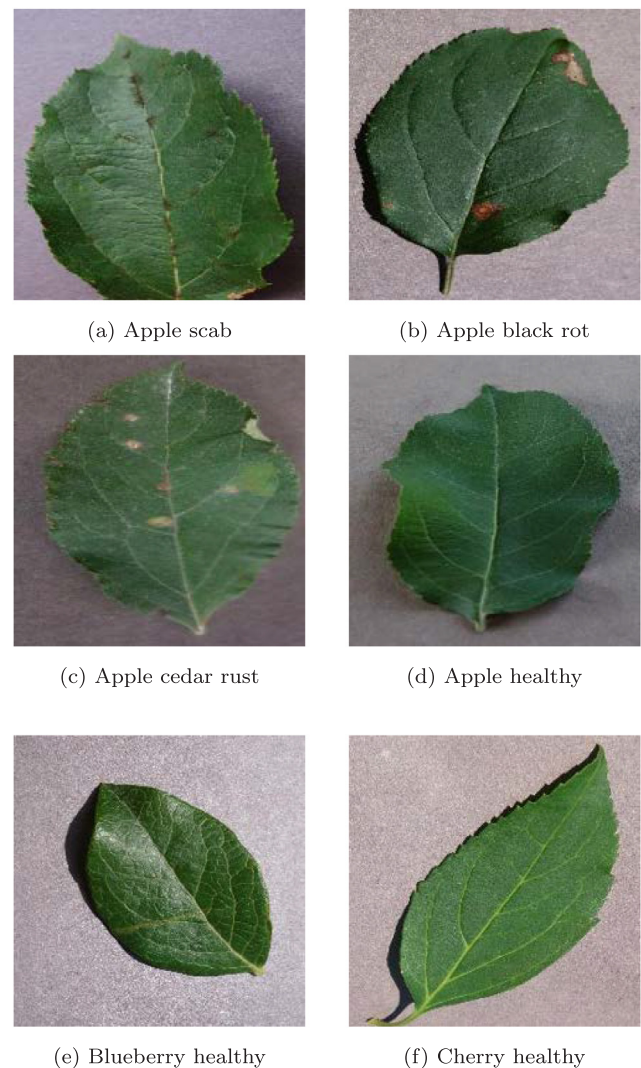 (a) Apple scab
(b) Apple black rot
(c) Apple cedar rust
(d) Apple healthy
(e) Blueberry healthy
(f) Cherry healthy